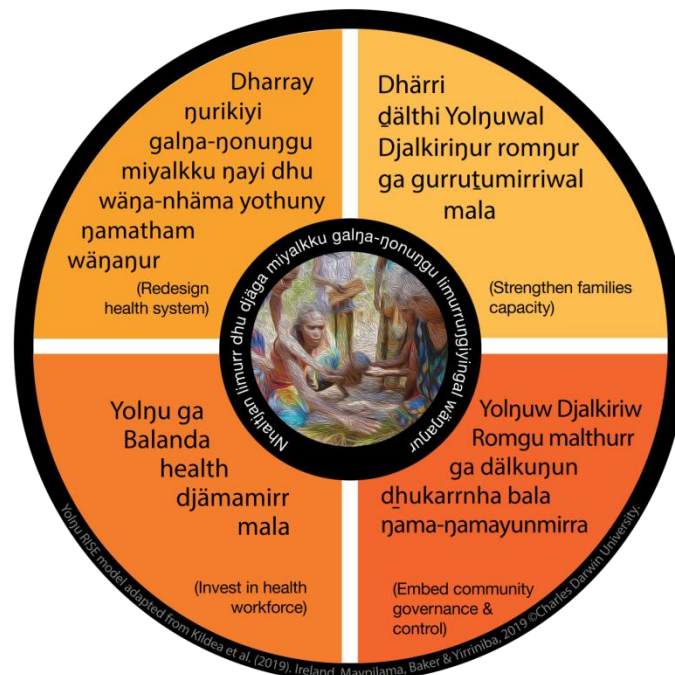 Dharray
ŋurikiyi
galŋa-ŋonuŋgu
miyalkku ŋayi dhu
wäŋa-nhäma yothuny
ŋamatham
wäŋaŋur
(Redesign
health system)
Dhärri
ḏälthi Yolŋuwal
Djalkiriŋur romŋur
ga gurruṯumirriwal
mala
(Strengthen families
capacity)
Nhaltjan limurr dhu djäga miyalkku galŋa-ŋonuŋgu limurruŋgiyingal wäŋaŋur
Yolŋu ga
Balanda
health
djämamirr
mala
(Invest in health
workforce)
Yolŋuw Djalkiriw
Romgu malthurr
ga dälkuŋun
ḏhukarrnha bala
ŋama-ŋamayunmirra
(Embed community
governance &
control)
Yolŋu RISE model adapted from Kildea et al. (2019). Ireland, Maypilama, Baker & Yirriniba, 2019 ©Charles Darwin University.